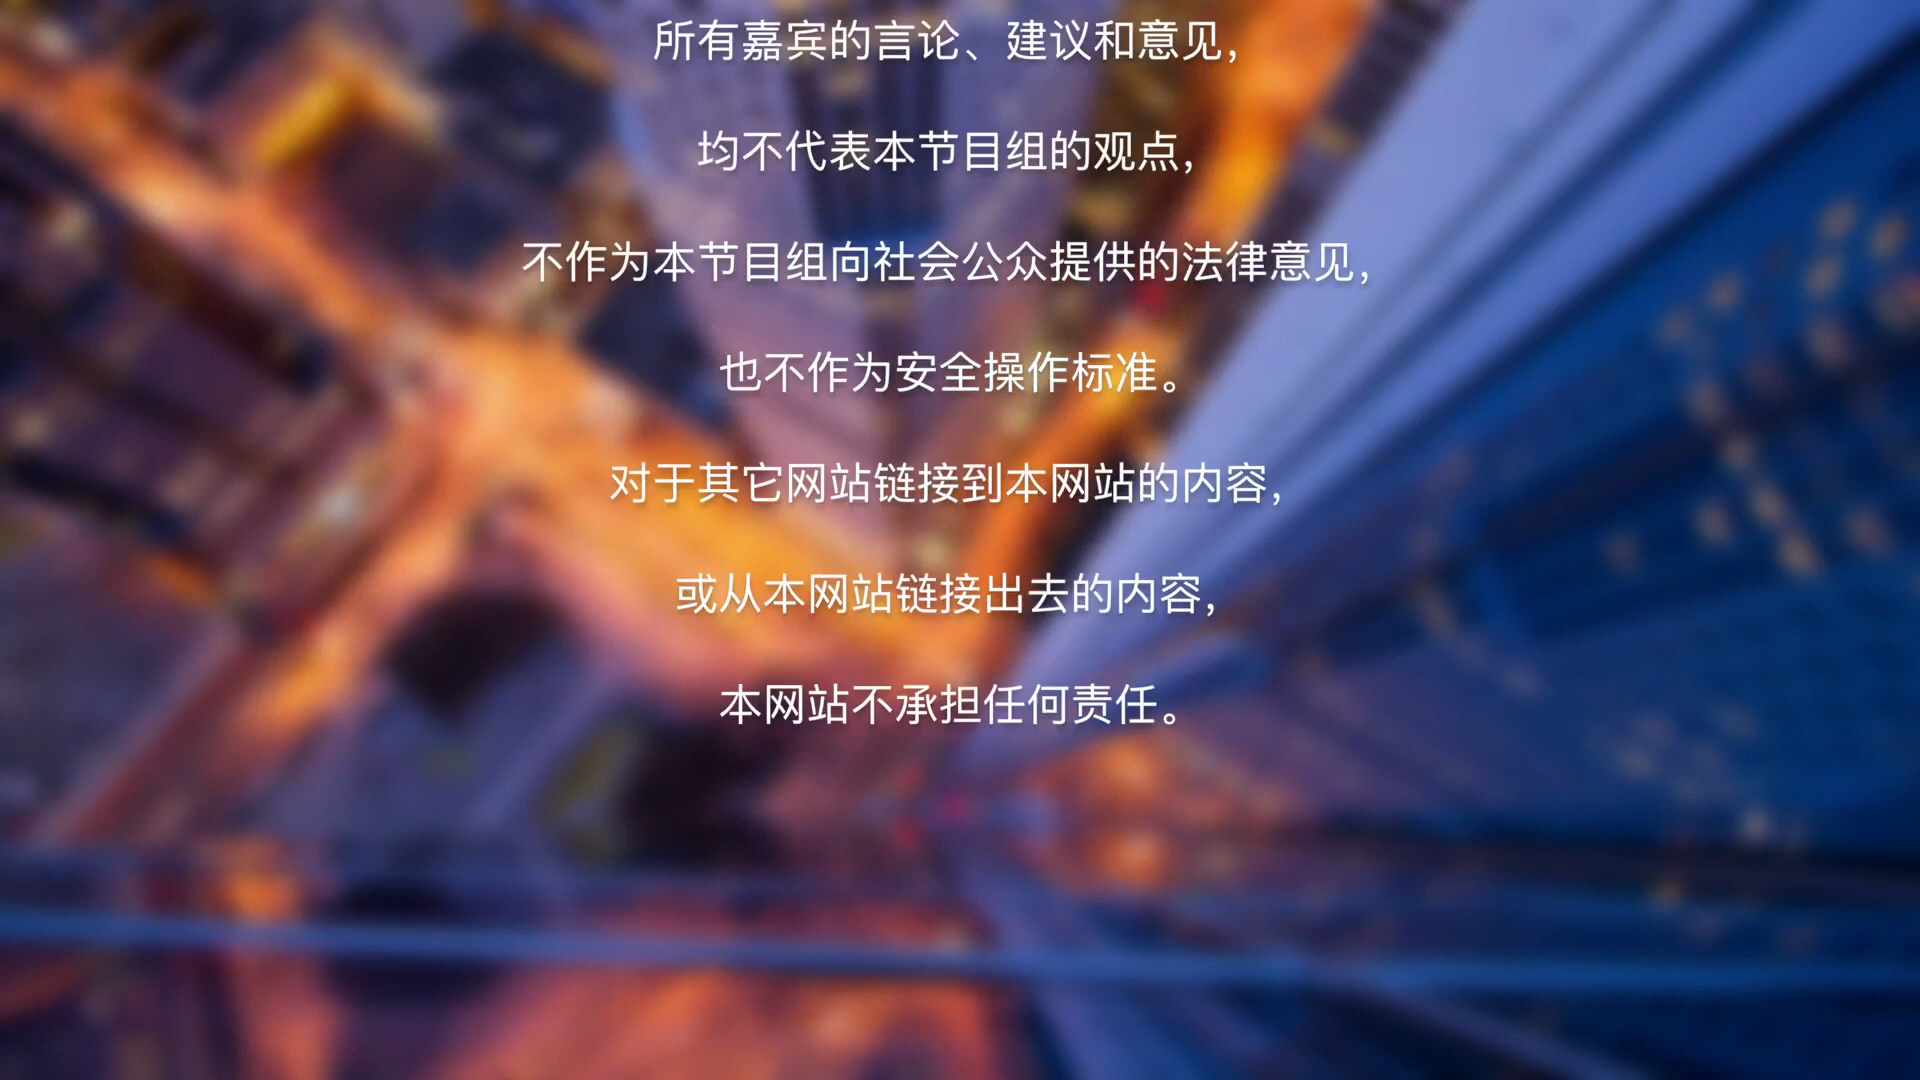 所有嘉宾的言论、建议和意见，
均不代表本节目组的观点，
不作为本节目组向社会公众提供的法律意见，
也不作为安全操作标准。
对于其它网站链接到本网站的内容，
或从本网站链接出去的内容，
本网站不承担任何责任。